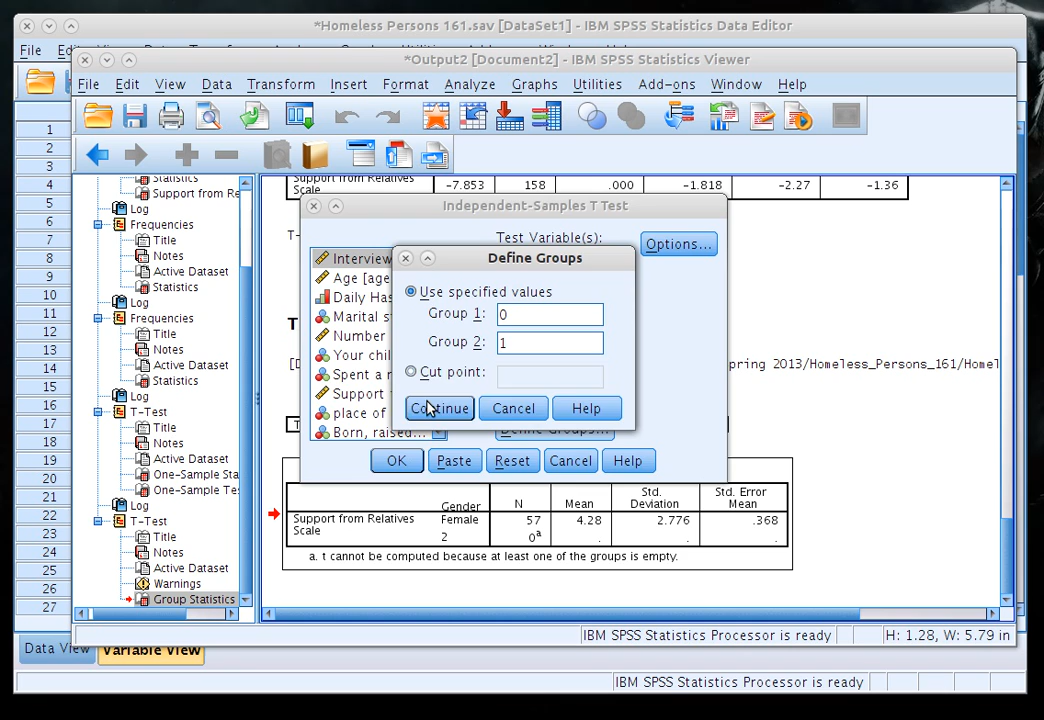 *Homeless Persons 161.sav [DataSet1] - IBM SPSS Statistics Data Editor
File
*Output2 [Document2] - IBM SPSS Statistics Viewer
File Edit View Data Transform Insert Format Analyze Graphs Utilities Add-ons Window Help
1
2
3
4
5
6
7
8
9
10
11
12
13
14
15
16
17
18
19
20
21
22
23
24
25
26
27
Statistics
Support from Re
Log
Frequencies
Title
Notes
Active Dataset
Statistics
Log
Frequencies
Title
Notes
Active Dataset
Statistics
Log
T-Test
Title
Notes
Active Dataset
One-Sample Sta
One-Sample Te
Log
T-Test
Title
Notes
Active Dataset
Warnings
Group Statistics
Support from Relatives
Scale -7.853 158 .000 -1.818 -2.27 -1.36
Independent-Samples T Test
Test Variable(s):
Options...
Interview
Age [age
Daily Has
Marital s
Number
Your chil
Spent a r
Support
place of
Born, raised...
Define Groups
Use specified values
Group 1: 0
Group 2: 1
Cut point:
Continue Cancel Help
Define Groups...
OK Paste Reset Cancel Help
T-
T
[D
pring 2013/Homeless_Persons_161/Homel
T
Gender N Mean Std. Deviation Std. Error Mean
Support from Relatives Scale Female 57 4.28 2.776 .368
2 0a . . .
a. t cannot be computed because at least one of the groups is empty.
IBM SPSS Statistics Processor is ready H: 1.28, W: 5.79 in
Data View Variable View
IBM SPSS Statistics Processor is ready